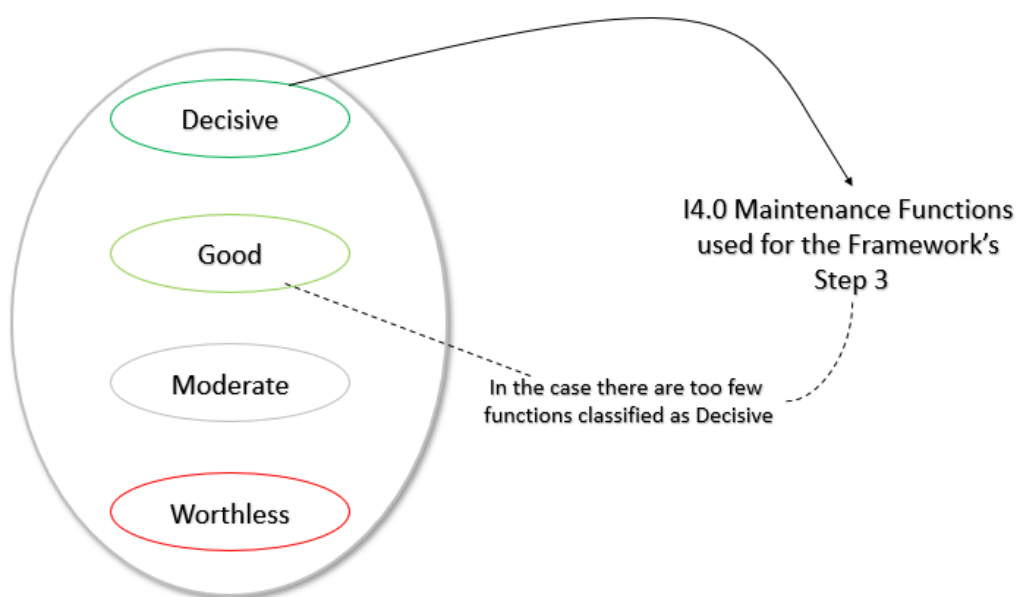 Decisive
Good
Moderate
Worthless
I4.0 Maintenance Functions
used for the Framework's
Step 3
In the case there are too few
functions classified as Decisive